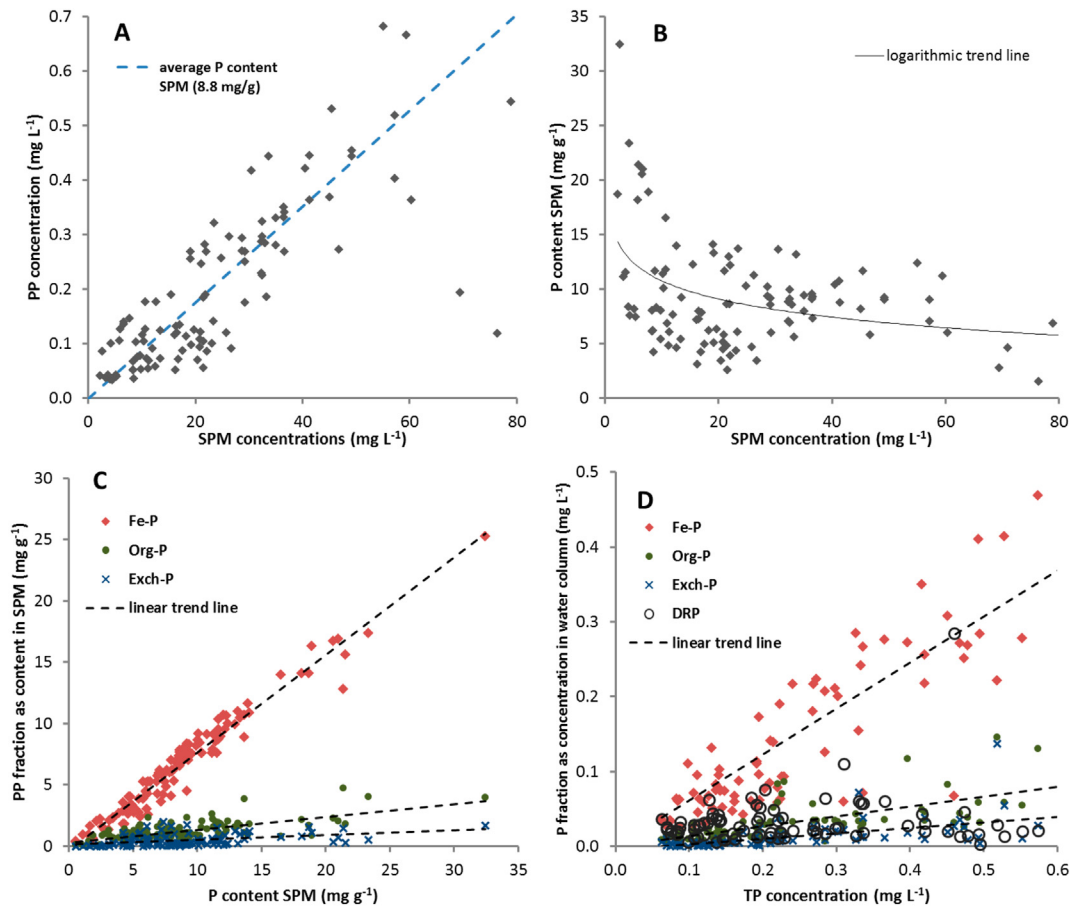 A
average P content
SPM (8.8 mg/g)
PP concentration (mg L⁻¹)
0.7
0.6
0.5
0.4
0.3
0.2
0.1
0.0
0 20 40 60 80
SPM concentrations (mg L⁻¹)
B
logarithmic trend line
P content SPM (mg g⁻¹)
35
30
25
20
15
10
5
0
0 20 40 60 80
SPM concentration (mg L⁻¹)
C
Fe-P
Org-P
Exch-P
linear trend line
PP fraction as content in SPM (mg g⁻¹)
30
25
20
15
10
5
0
0 5 10 15 20 25 30 35
P content SPM (mg g⁻¹)
D
Fe-P
Org-P
Exch-P
DRP
linear trend line
P fraction as concentration in water column (mg L⁻¹)
0.5
0.4
0.3
0.2
0.1
0.0
0.0 0.1 0.2 0.3 0.4 0.5 0.6
TP concentration (mg L⁻¹)